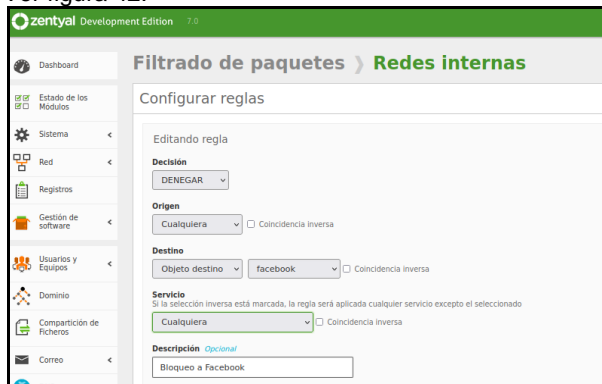 zentyal Development Edition 7.0
Filtrado de paquetes ❭ Redes internas
Dashboard
Estado de los
Módulos
Sistema
Red
Registros
Gestión de
software
Usuarios y
Equipos
Dominio
Compartición de
Ficheros
Correo
Configurar reglas
Editando regla
Decisión
DENEGAR
Origen
Cualquiera Coincidencia inversa
Destino
Objeto destino facebook Coincidencia inversa
Servicio
Si la selección inversa está marcada, la regla será aplicada cualquier servicio excepto el seleccionado
Cualquiera Coincidencia inversa
Descripción Opcional
Bloqueo a Facebook